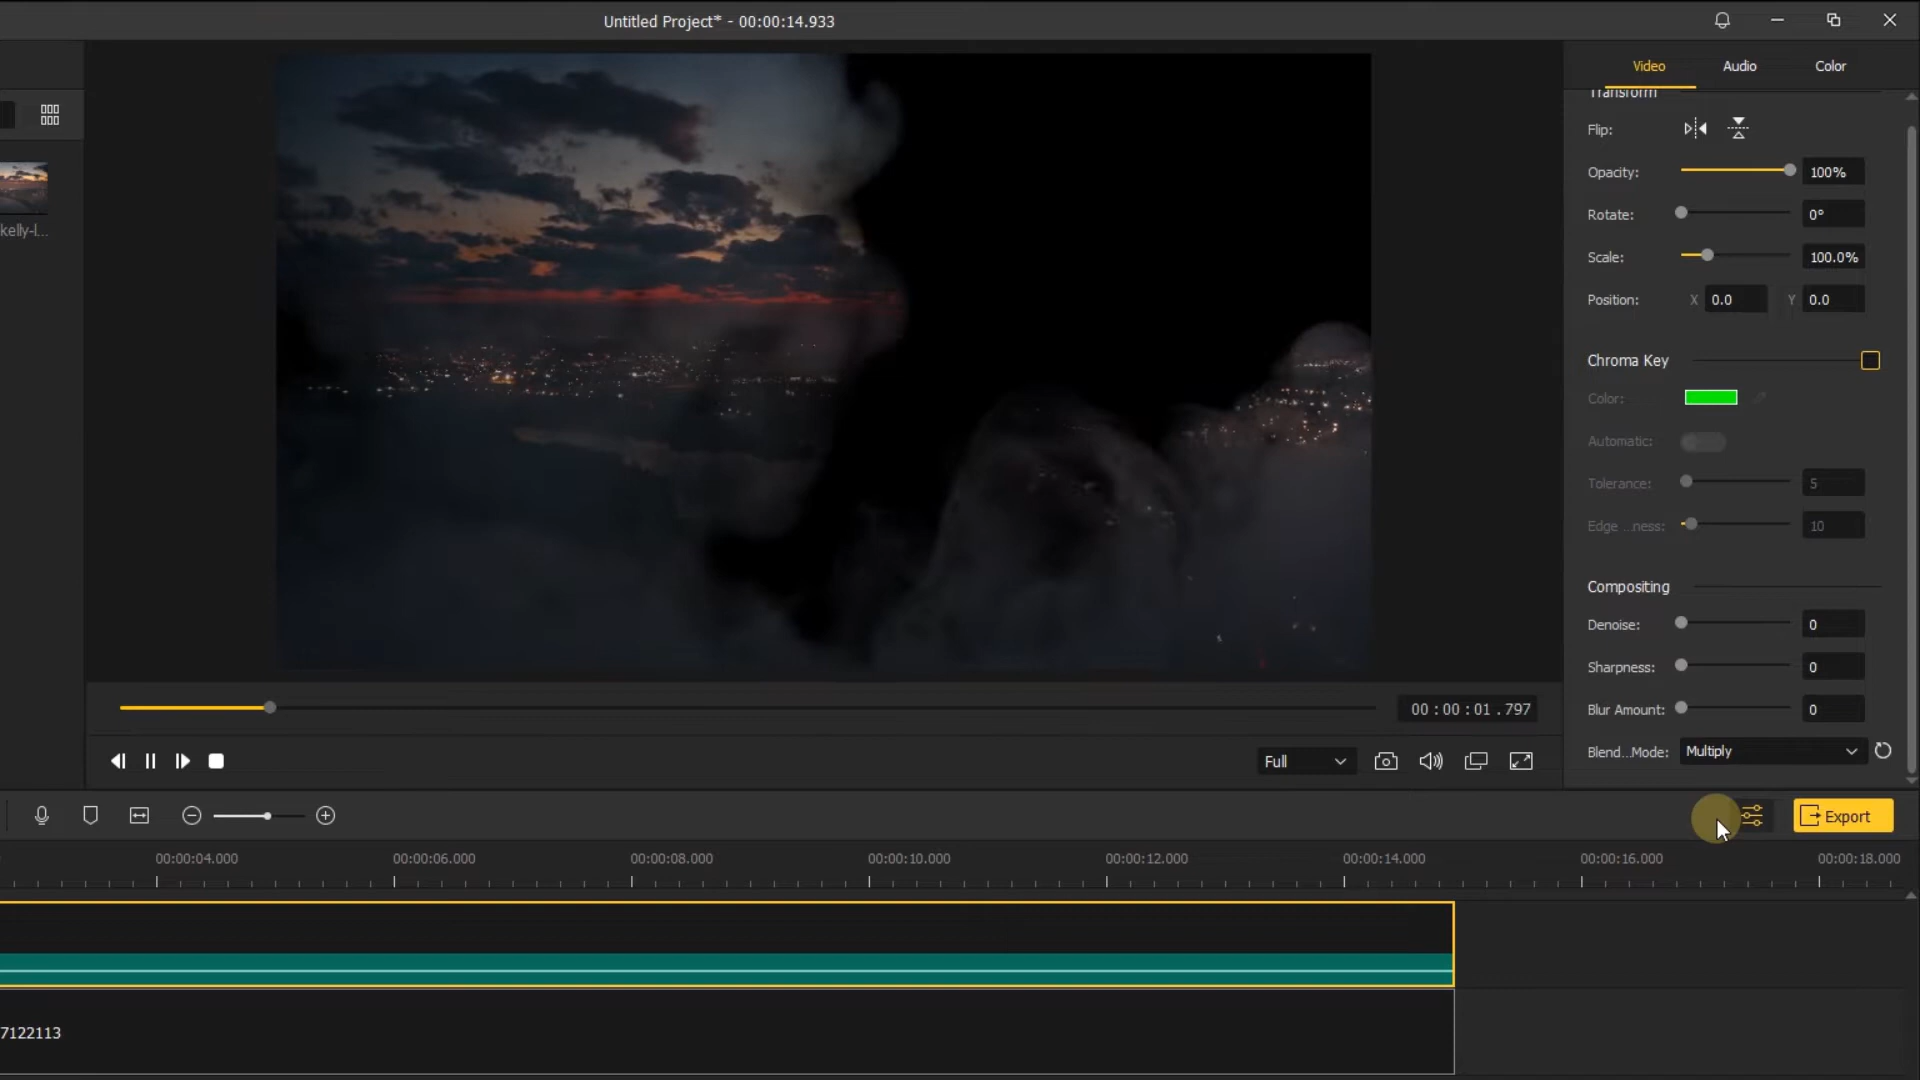 Untitled Project* - 00:00:14.933
Video
Audio
Color
Transform
Flip:
Opacity:
100%
Rotate:
0°
kelly-l...
Scale:
100.0%
Position:
X
0.0
Y
0.0
Chroma Key
Color:
Automatic:
Tolerance:
5
Edge ...ness:
10
Compositing
Denoise:
0
Sharpness:
0
Blur Amount:
0
00 : 00 : 01 . 797
Blend...Mode:
Multiply
Full
Export
00:00:04.000
00:00:06.000
00:00:08.000
00:00:10.000
00:00:12.000
00:00:14.000
00:00:16.000
00:00:18.000
7122113